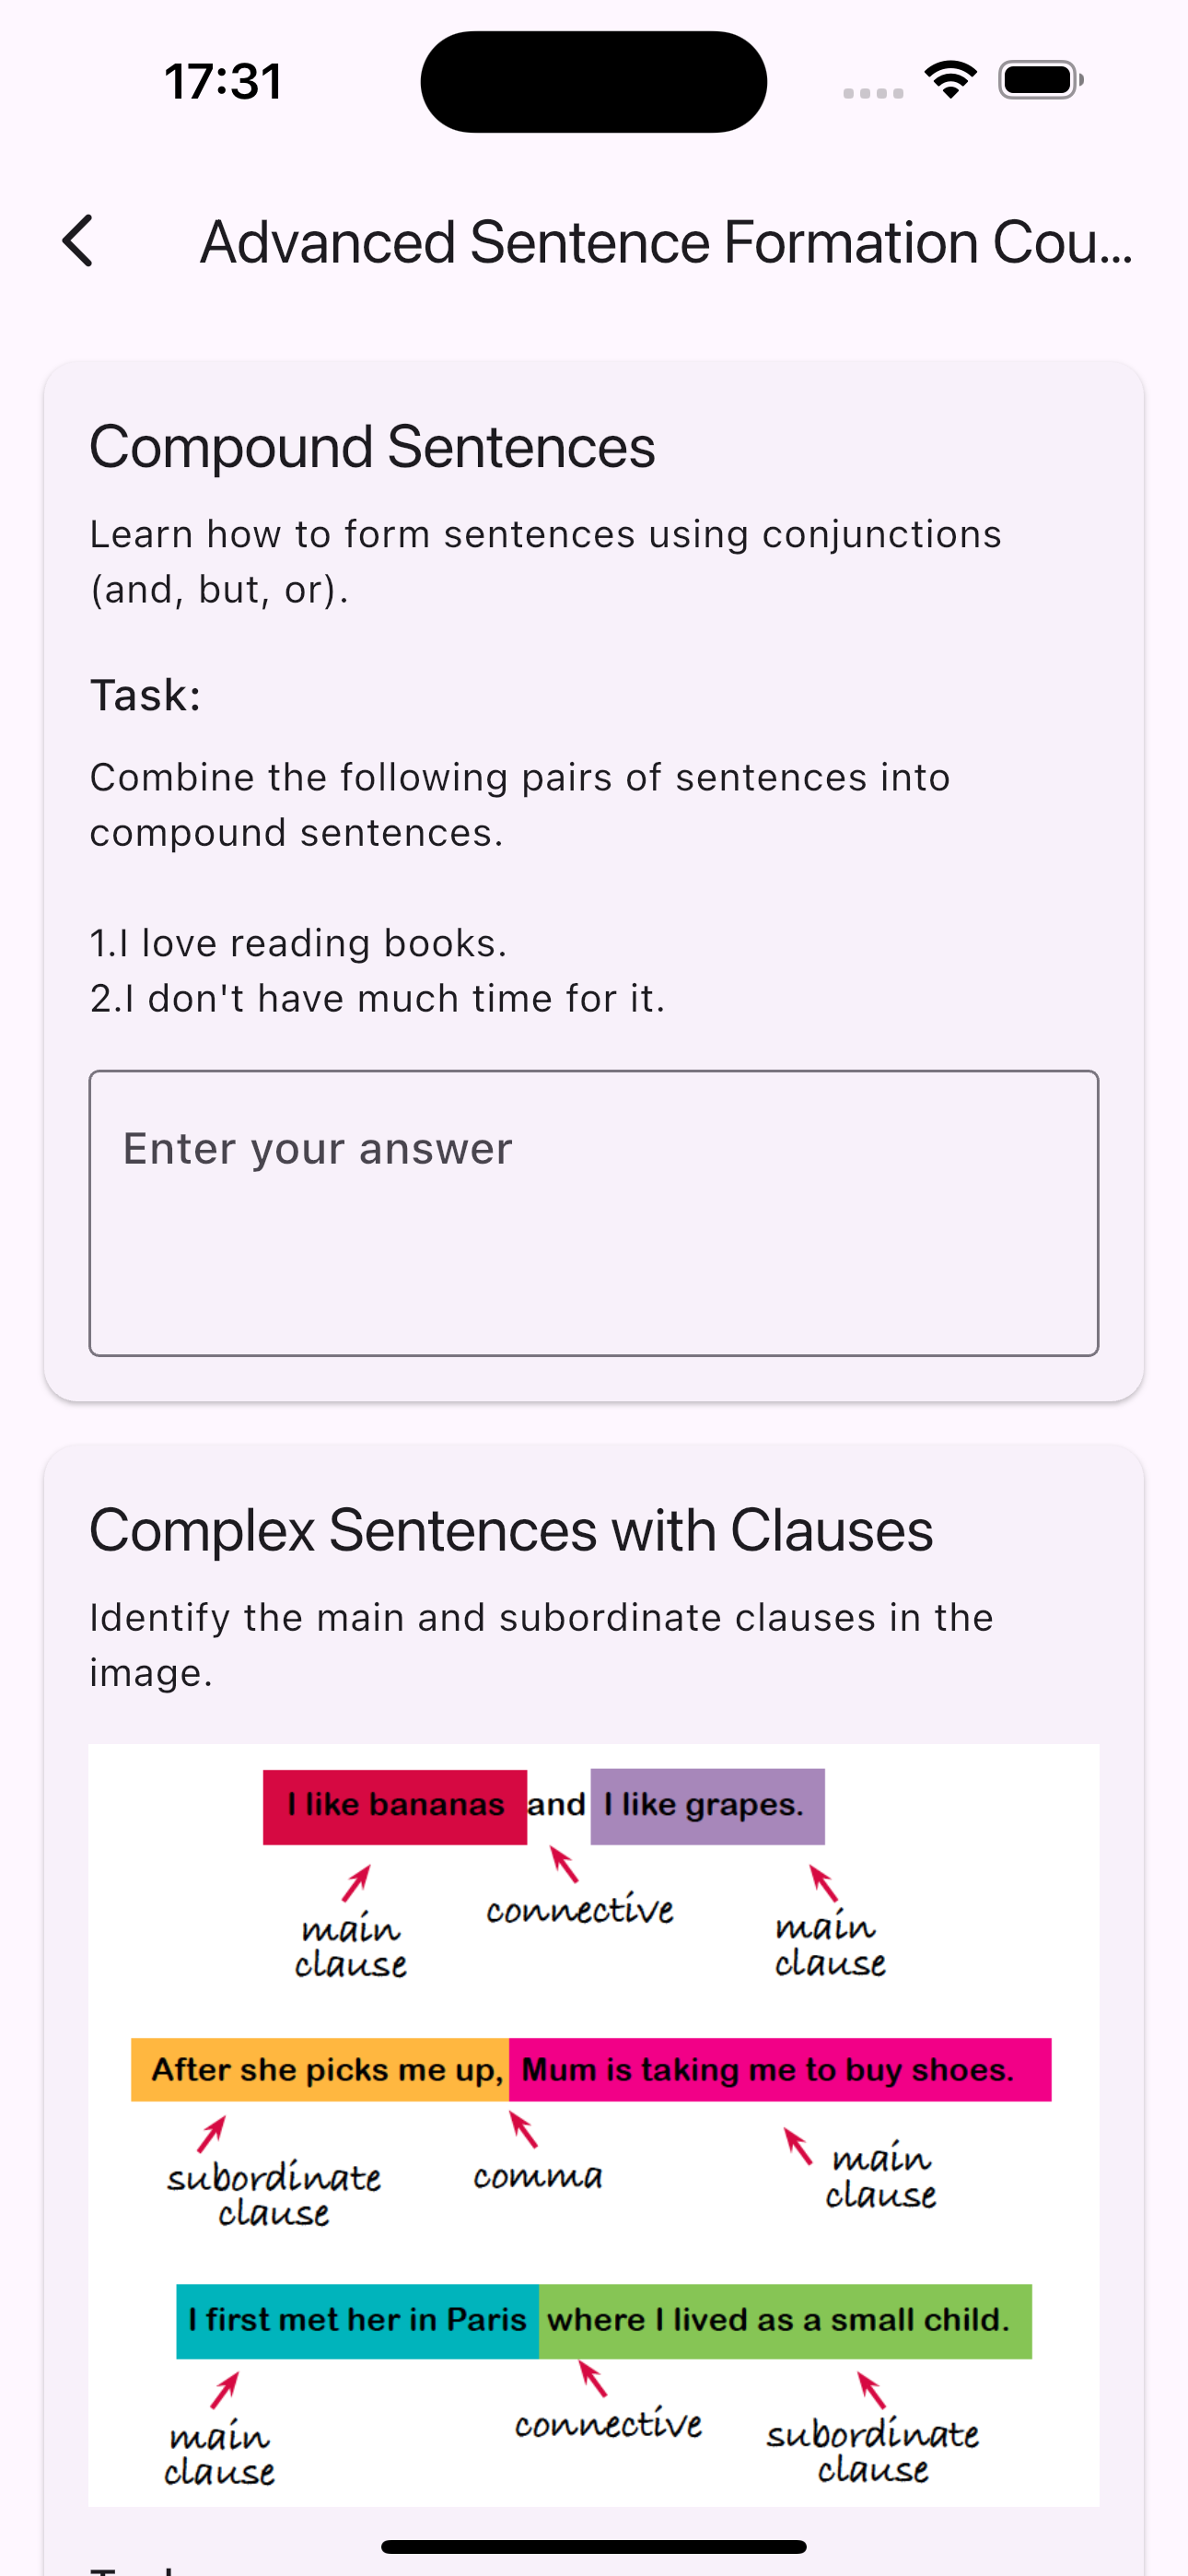 17:31
Advanced Sentence Formation Cou...
Compound Sentences
Learn how to form sentences using conjunctions
(and, but, or).
Task:
Combine the following pairs of sentences into
compound sentences.
1.I love reading books.
2.I don't have much time for it.
Enter your answer
Complex Sentences with Clauses
Identify the main and subordinate clauses in the
image.
I like bananas and I like grapes.
main
clause
connective
main
clause
After she picks me up, Mum is taking me to buy shoes.
subordinate
clause
comma
main
clause
I first met her in Paris where I lived as a small child.
main
clause
connective
subordinate
clause